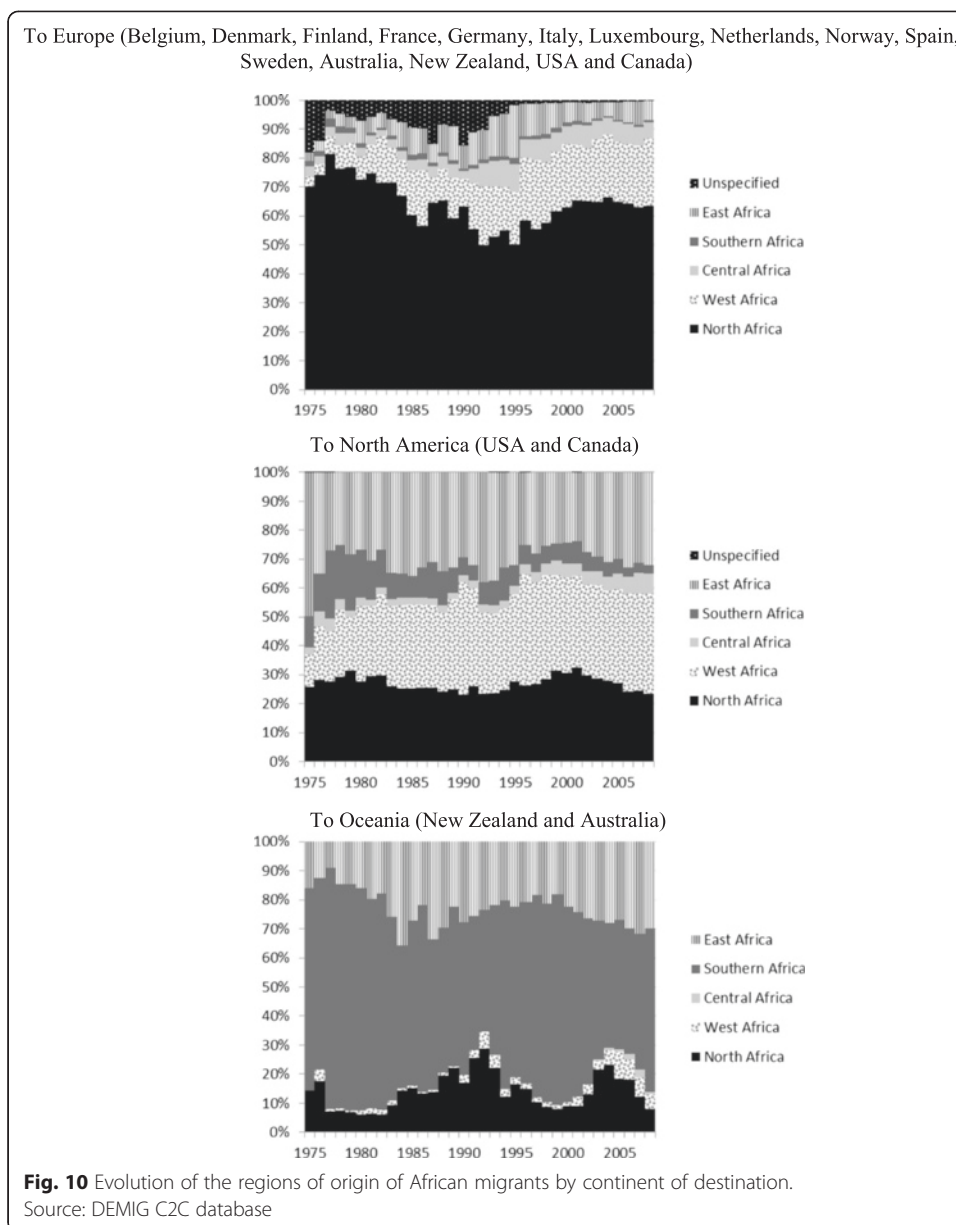 To Europe (Belgium, Denmark, Finland, France, Germany, Italy, Luxembourg, Netherlands, Norway, Spain,
Sweden, Australia, New Zealand, USA and Canada)
100%
90%
80%
70%
60%
50%
40%
30%
20%
10%
0%
1975 1980 1985 1990 1995 2000 2005
Unspecified
East Africa
Southern Africa
Central Africa
West Africa
North Africa
To North America (USA and Canada)
100%
90%
80%
70%
60%
50%
40%
30%
20%
10%
0%
1975 1980 1985 1990 1995 2000 2005
Unspecified
East Africa
Southern Africa
Central Africa
West Africa
North Africa
To Oceania (New Zealand and Australia)
100%
90%
80%
70%
60%
50%
40%
30%
20%
10%
0%
1975 1980 1985 1990 1995 2000 2005
East Africa
Southern Africa
Central Africa
West Africa
North Africa
Fig. 10 Evolution of the regions of origin of African migrants by continent of destination.
Source: DEMIG C2C database